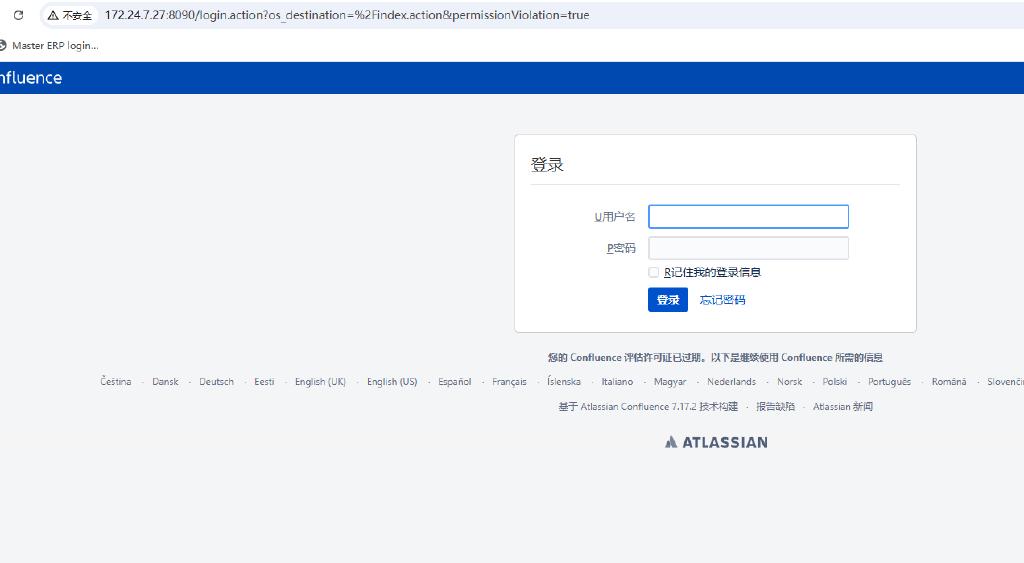 不安全 172.24.7.27:8090/login.action?os_destination=%2Findex.action&permissionViolation=true
Master ERP login...
nfluence
登录
U用户名
P密码
R记住我的登录信息
登录 忘记密码
您的 Confluence 评估许可证已过期。以下是继续使用 Confluence 所需的信息
Čeština · Dansk · Deutsch · Eesti · English (UK) · English (US) · Español · Français · Íslenska · Italiano · Magyar · Nederlands · Norsk · Polski · Português · Română · Slovenči
基于 Atlassian Confluence 7.17.2 技术构建 · 报告缺陷 · Atlassian 新闻
ATLASSIAN